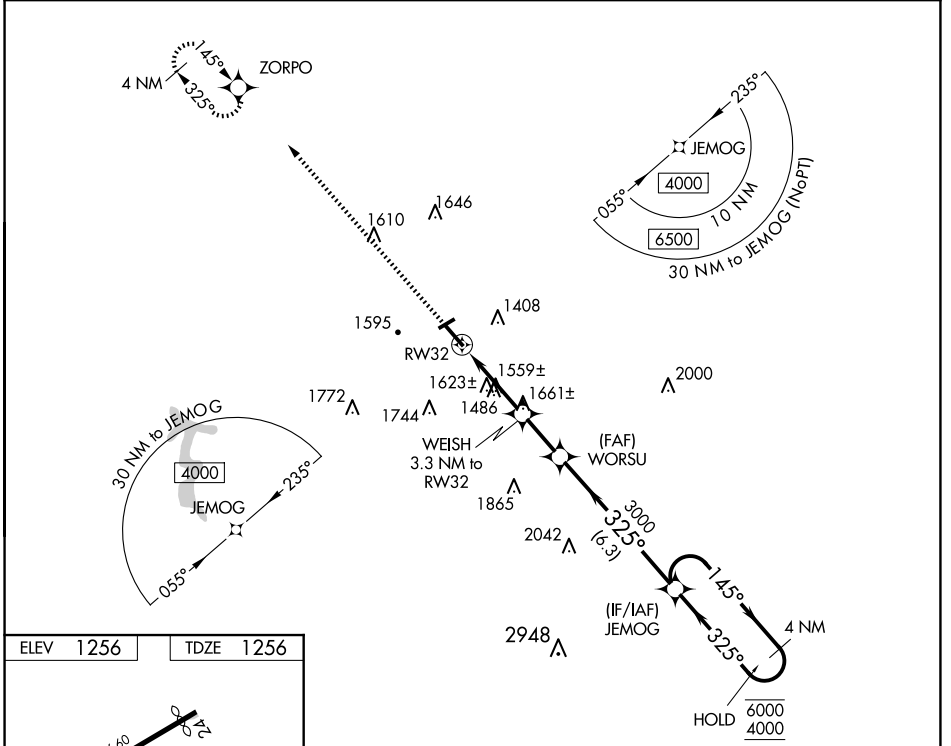 145°
ZORPO
4 NM
325°
235°
JEMOG
4000
055°
10 NM
6500
30 NM to JEMOG (NoPT)
1646
1610
1408
1595
RW32
1559±
1623±
1661±
2000
1772
1744
1486
WEISH
3.3 NM to
RW32
(FAF)
WORSU
30 NM to JEMOG
4000
235°
JEMOG
055°
1865
3000
325°
(6.3)
2042
145°
(IF/IAF)
JEMOG
4 NM
325°
2948
HOLD
6000
4000
ELEV 1256
TDZE 1256
24